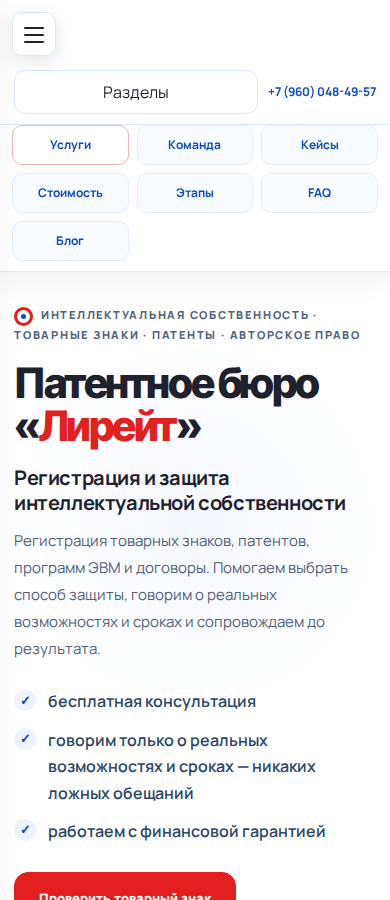 Разделы
+7 (960) 048-49-57
Услуги
Команда
Кейсы
Стоимость
Этапы
FAQ
Блог
ИНТЕЛЛЕКТУАЛЬНАЯ СОБСТВЕННОСТЬ ·
ТОВАРНЫЕ ЗНАКИ · ПАТЕНТЫ · АВТОРСКОЕ ПРАВО
Патентное бюро
«Лирейт»
Регистрация и защита
интеллектуальной собственности
Регистрация товарных знаков, патентов,
программ ЭВМ и договоры. Помогаем выбрать
способ защиты, говорим о реальных
возможностях и сроках и сопровождаем до
результата.
✓ бесплатная консультация
✓ говорим только о реальных
возможностях и сроках — никаких
ложных обещаний
✓ работаем с финансовой гарантией
Проверить товарный знак